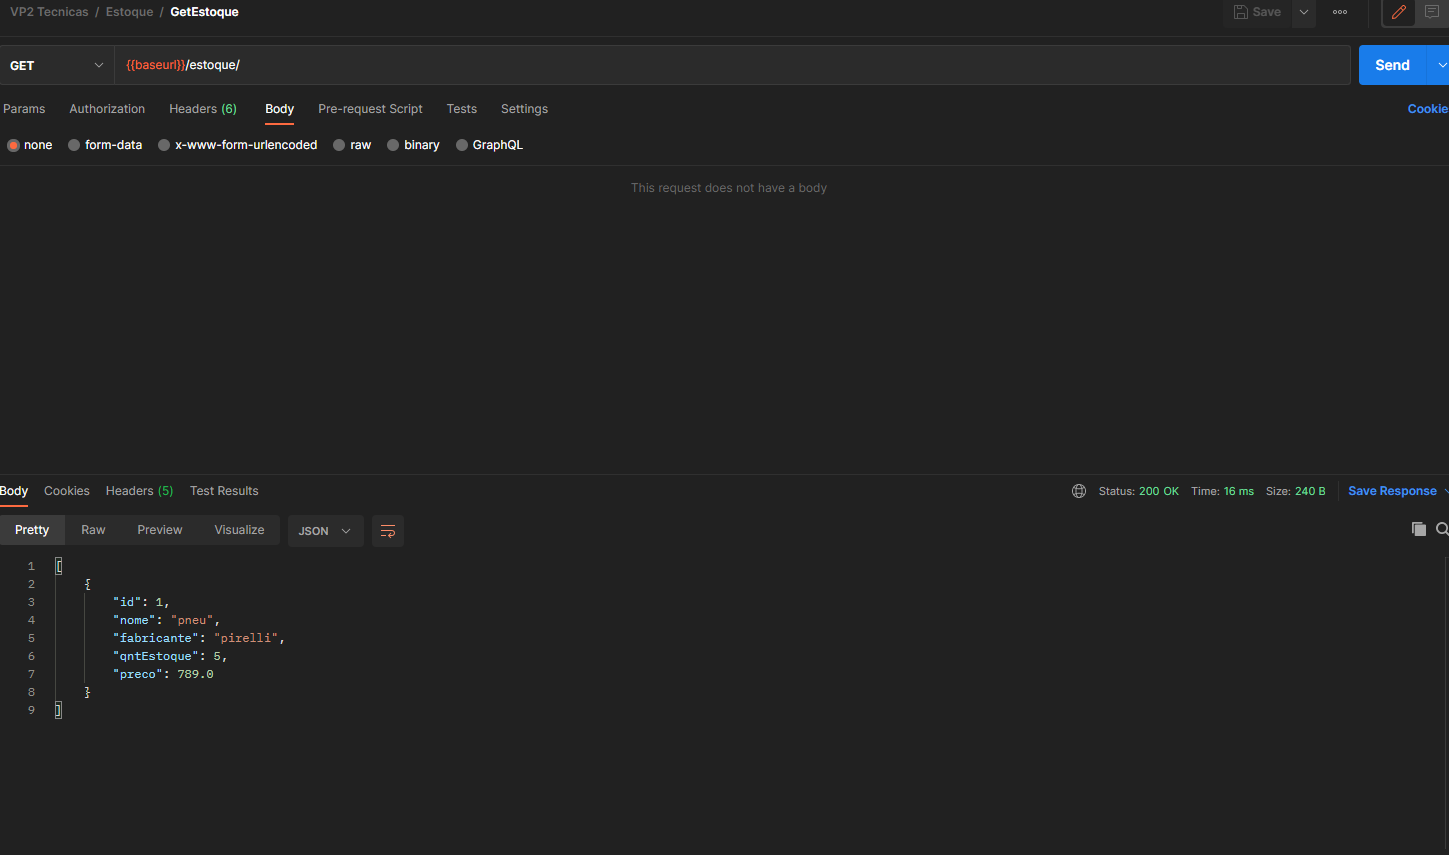 VP2 Tecnicas / Estoque / GetEstoque
Save
GET
{{baseurl}}/estoque/
Send
Params Authorization Headers (6) Body Pre-request Script Tests Settings
Cookie
none form-data x-www-form-urlencoded raw binary GraphQL
This request does not have a body
Body Cookies Headers (5) Test Results
Status: 200 OK Time: 16 ms Size: 240 B Save Response
Pretty Raw Preview Visualize JSON
1 [
2 {
3 "id": 1,
4 "nome": "pneu",
5 "fabricante": "pirelli",
6 "qntEstoque": 5,
7 "preco": 789.0
8 }
9 ]